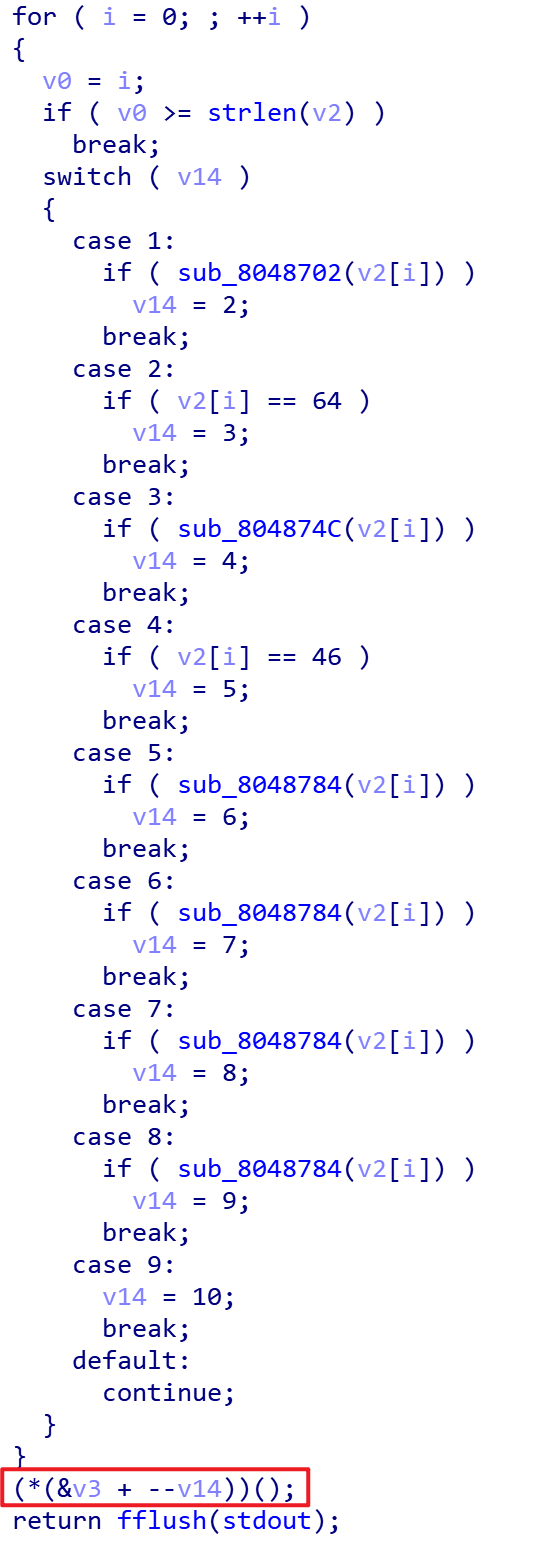 for ( i = 0; ; ++i )
{
v0 = i;
if ( v0 >= strlen(v2) )
break;
switch ( v14 )
{
case 1:
if ( sub_8048702(v2[i]) )
v14 = 2;
break;
case 2:
if ( v2[i] == 64 )
v14 = 3;
break;
case 3:
if ( sub_804874C(v2[i]) )
v14 = 4;
break;
case 4:
if ( v2[i] == 46 )
v14 = 5;
break;
case 5:
if ( sub_8048784(v2[i]) )
v14 = 6;
break;
case 6:
if ( sub_8048784(v2[i]) )
v14 = 7;
break;
case 7:
if ( sub_8048784(v2[i]) )
v14 = 8;
break;
case 8:
if ( sub_8048784(v2[i]) )
v14 = 9;
break;
case 9:
v14 = 10;
break;
default:
continue;
}
}
(*(&v3 + --v14))();
return fflush(stdout);